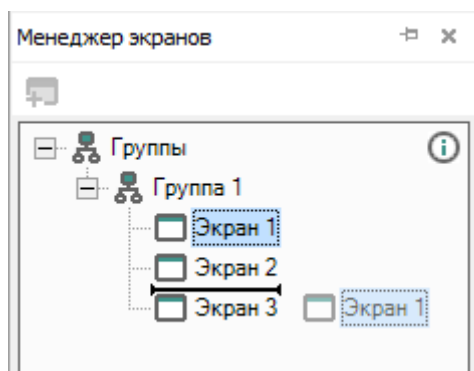 Менеджер экранов
Группы
Группа 1
Экран 1
Экран 2
Экран 3 Экран 1